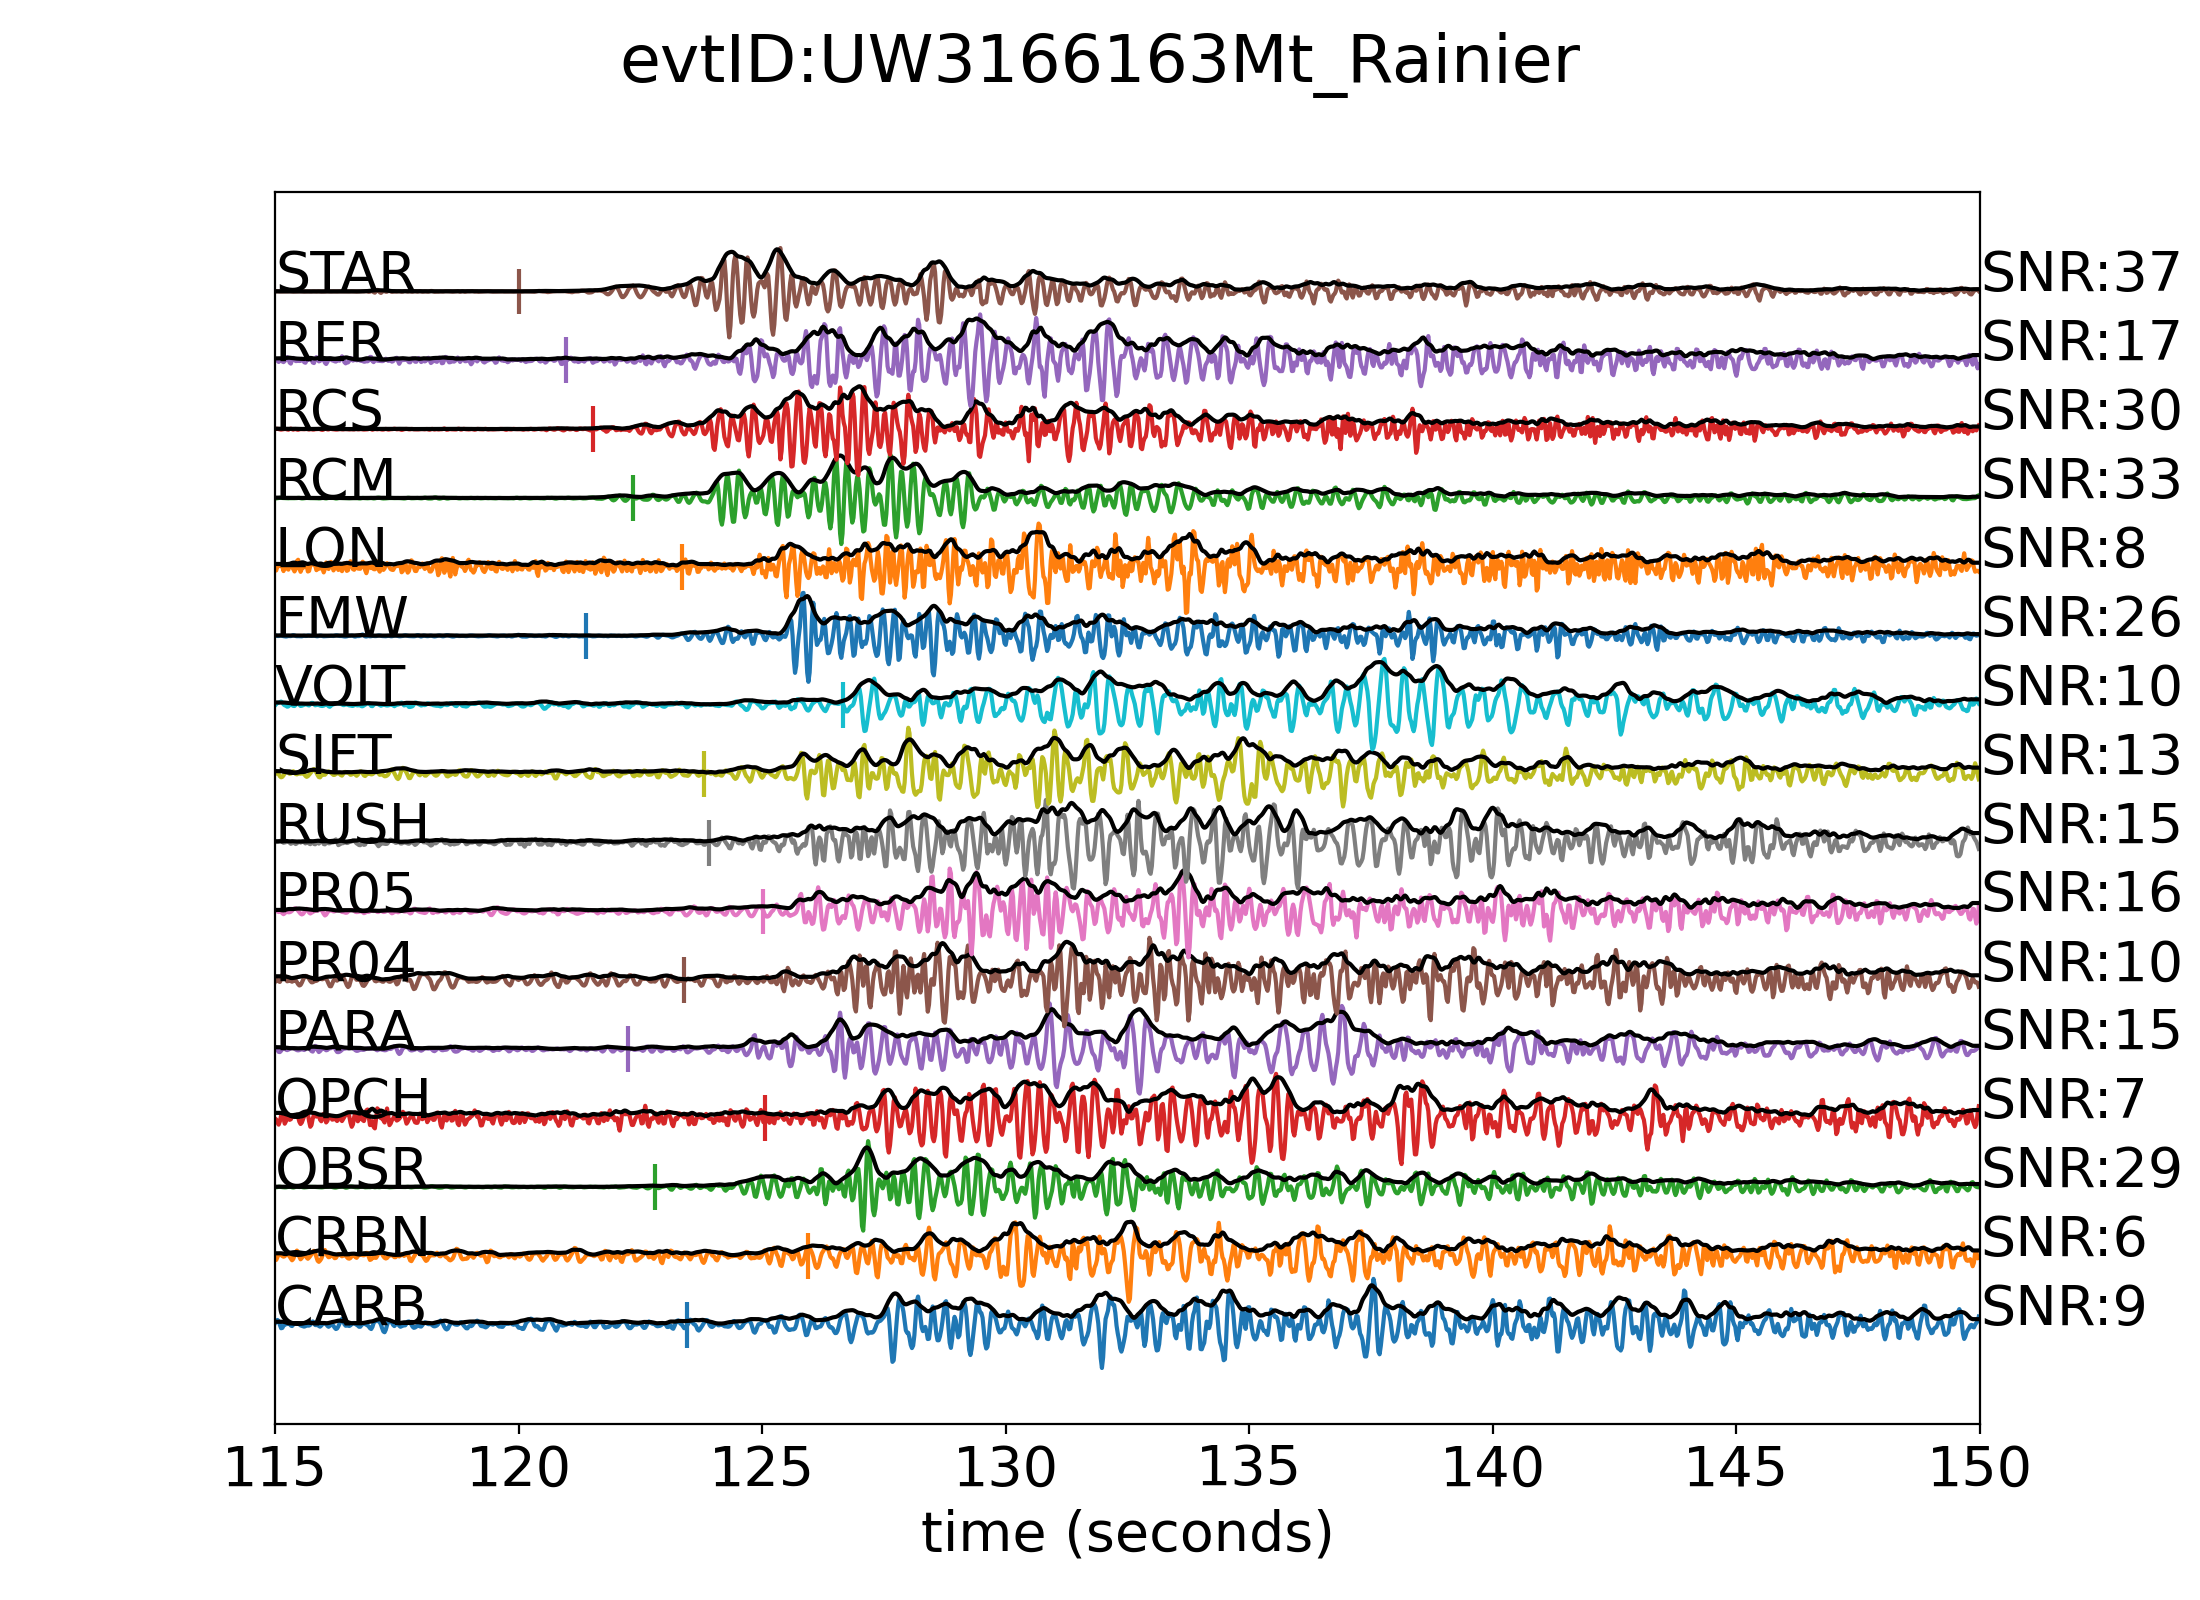 evtID:UW3166163Mt_Rainier
STAR SNR:37
RER SNR:17
RCS SNR:30
RCM SNR:33
LON SNR:8
FMW SNR:26
VOIT SNR:10
SIFT SNR:13
RUSH SNR:15
PR05 SNR:16
PR04 SNR:10
PARA SNR:15
OPCH SNR:7
OBSR SNR:29
CRBN SNR:6
CARB SNR:9
115 120 125 130 135 140 145 150
time (seconds)